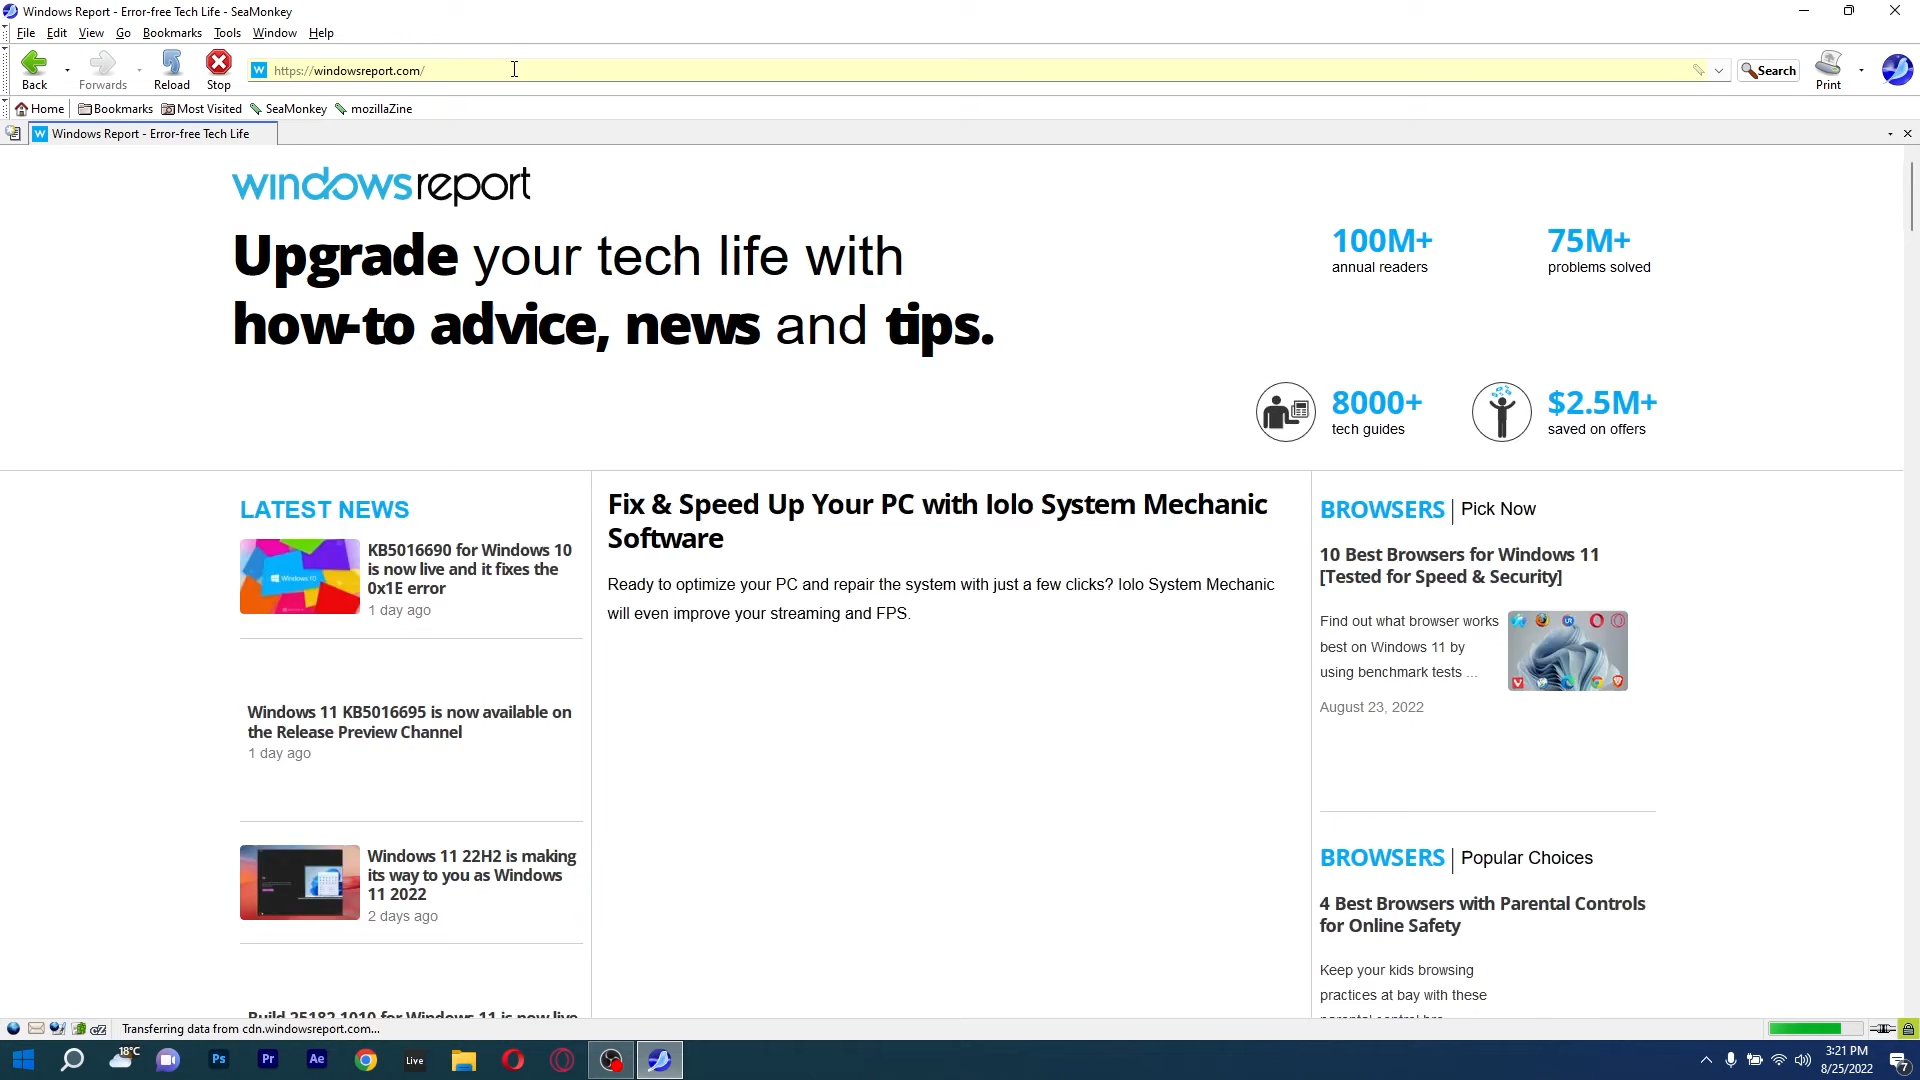 Windows Report - Error-free Tech Life - SeaMonkey
File Edit View Go Bookmarks Tools Window Help
Back Forwards Reload Stop
https://windowsreport.com/
Search
Print
Home Bookmarks Most Visited SeaMonkey mozillaZine
Windows Report - Error-free Tech Life
windowsreport
Upgrade your tech life with
how-to advice, news and tips.
100M+
annual readers
75M+
problems solved
8000+
tech guides
$2.5M+
saved on offers
LATEST NEWS
Windows 10
KB5016690 for Windows 10
is now live and it fixes the
0x1E error
1 day ago
Windows 11 KB5016695 is now available on
the Release Preview Channel
1 day ago
Windows 11 22H2 is making
its way to you as Windows
11 2022
2 days ago
Build 25182.1010 for Windows 11 is now live
Fix & Speed Up Your PC with Iolo System Mechanic
Software
Ready to optimize your PC and repair the system with just a few clicks? Iolo System Mechanic
will even improve your streaming and FPS.
BROWSERS | Pick Now
10 Best Browsers for Windows 11
[Tested for Speed & Security]
Find out what browser works
best on Windows 11 by
using benchmark tests ...
August 23, 2022
BROWSERS | Popular Choices
4 Best Browsers with Parental Controls
for Online Safety
Keep your kids browsing
practices at bay with these
parental control bro...
Transferring data from cdn.windowsreport.com...
18°C
Ps
Pr
Ae
Live
3:21 PM
8/25/2022
7